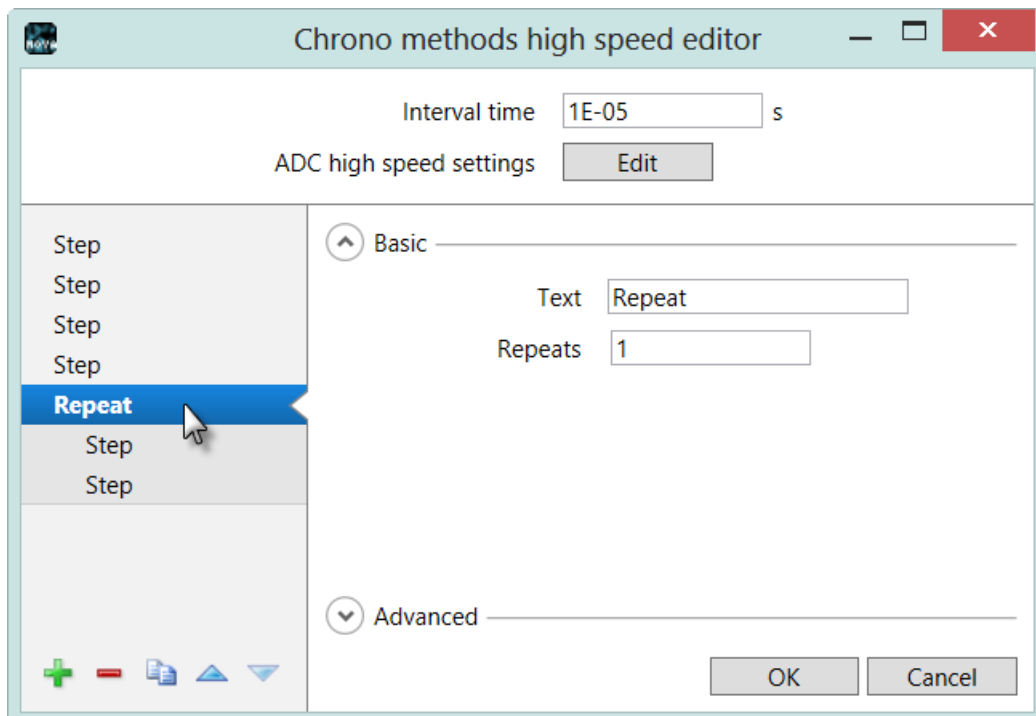 Chrono methods high speed editor
Interval time 1E-05 s
ADC high speed settings Edit
Step
Step
Step
Step
Repeat
Step
Step
Basic
Text Repeat
Repeats 1
Advanced
OK Cancel